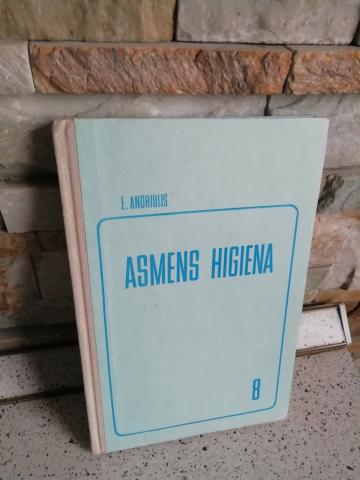 E. ANDRIULIS
ASMENS HIGIENA
8